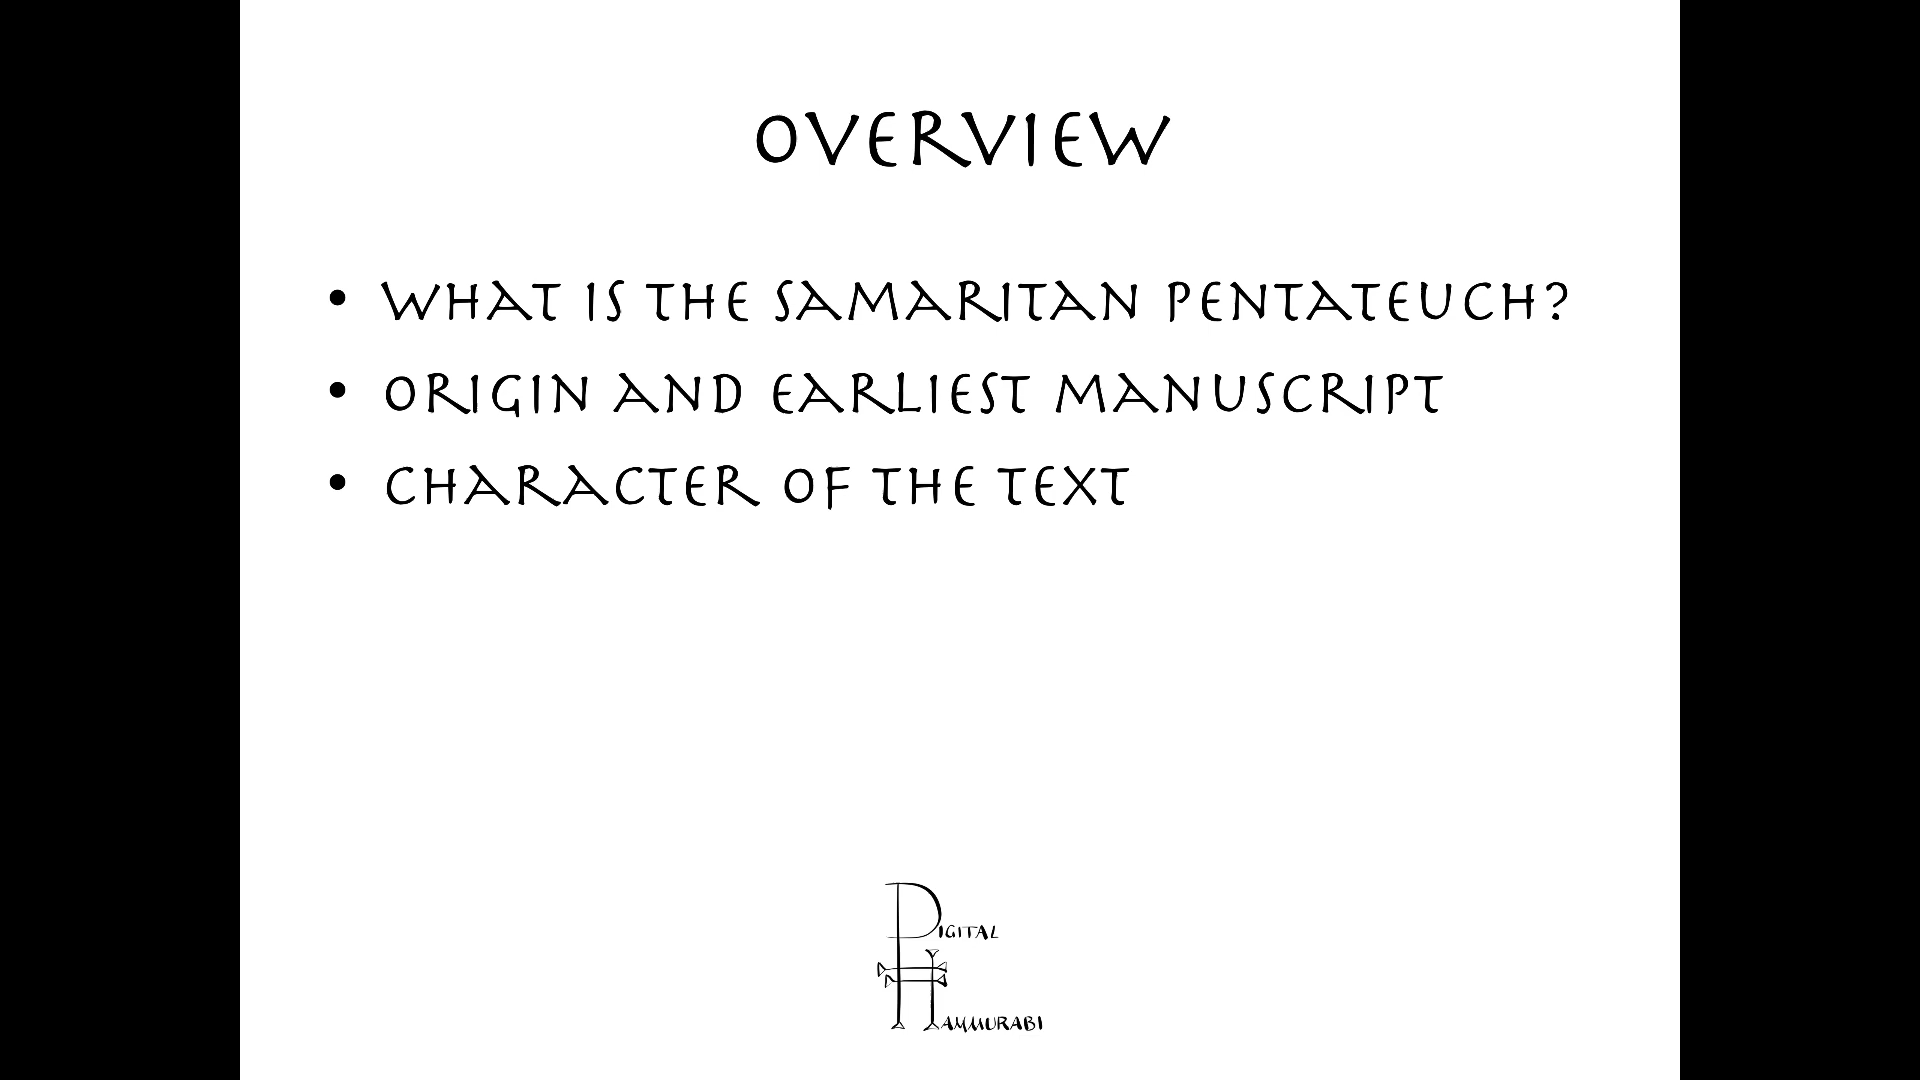 OVERVIEW
• WHAT IS THE SAMARITAN PENTATEUCH?
• ORIGIN AND EARLIEST MANUSCRIPT
• CHARACTER OF THE TEXT
DIGITAL
HAMMURABI